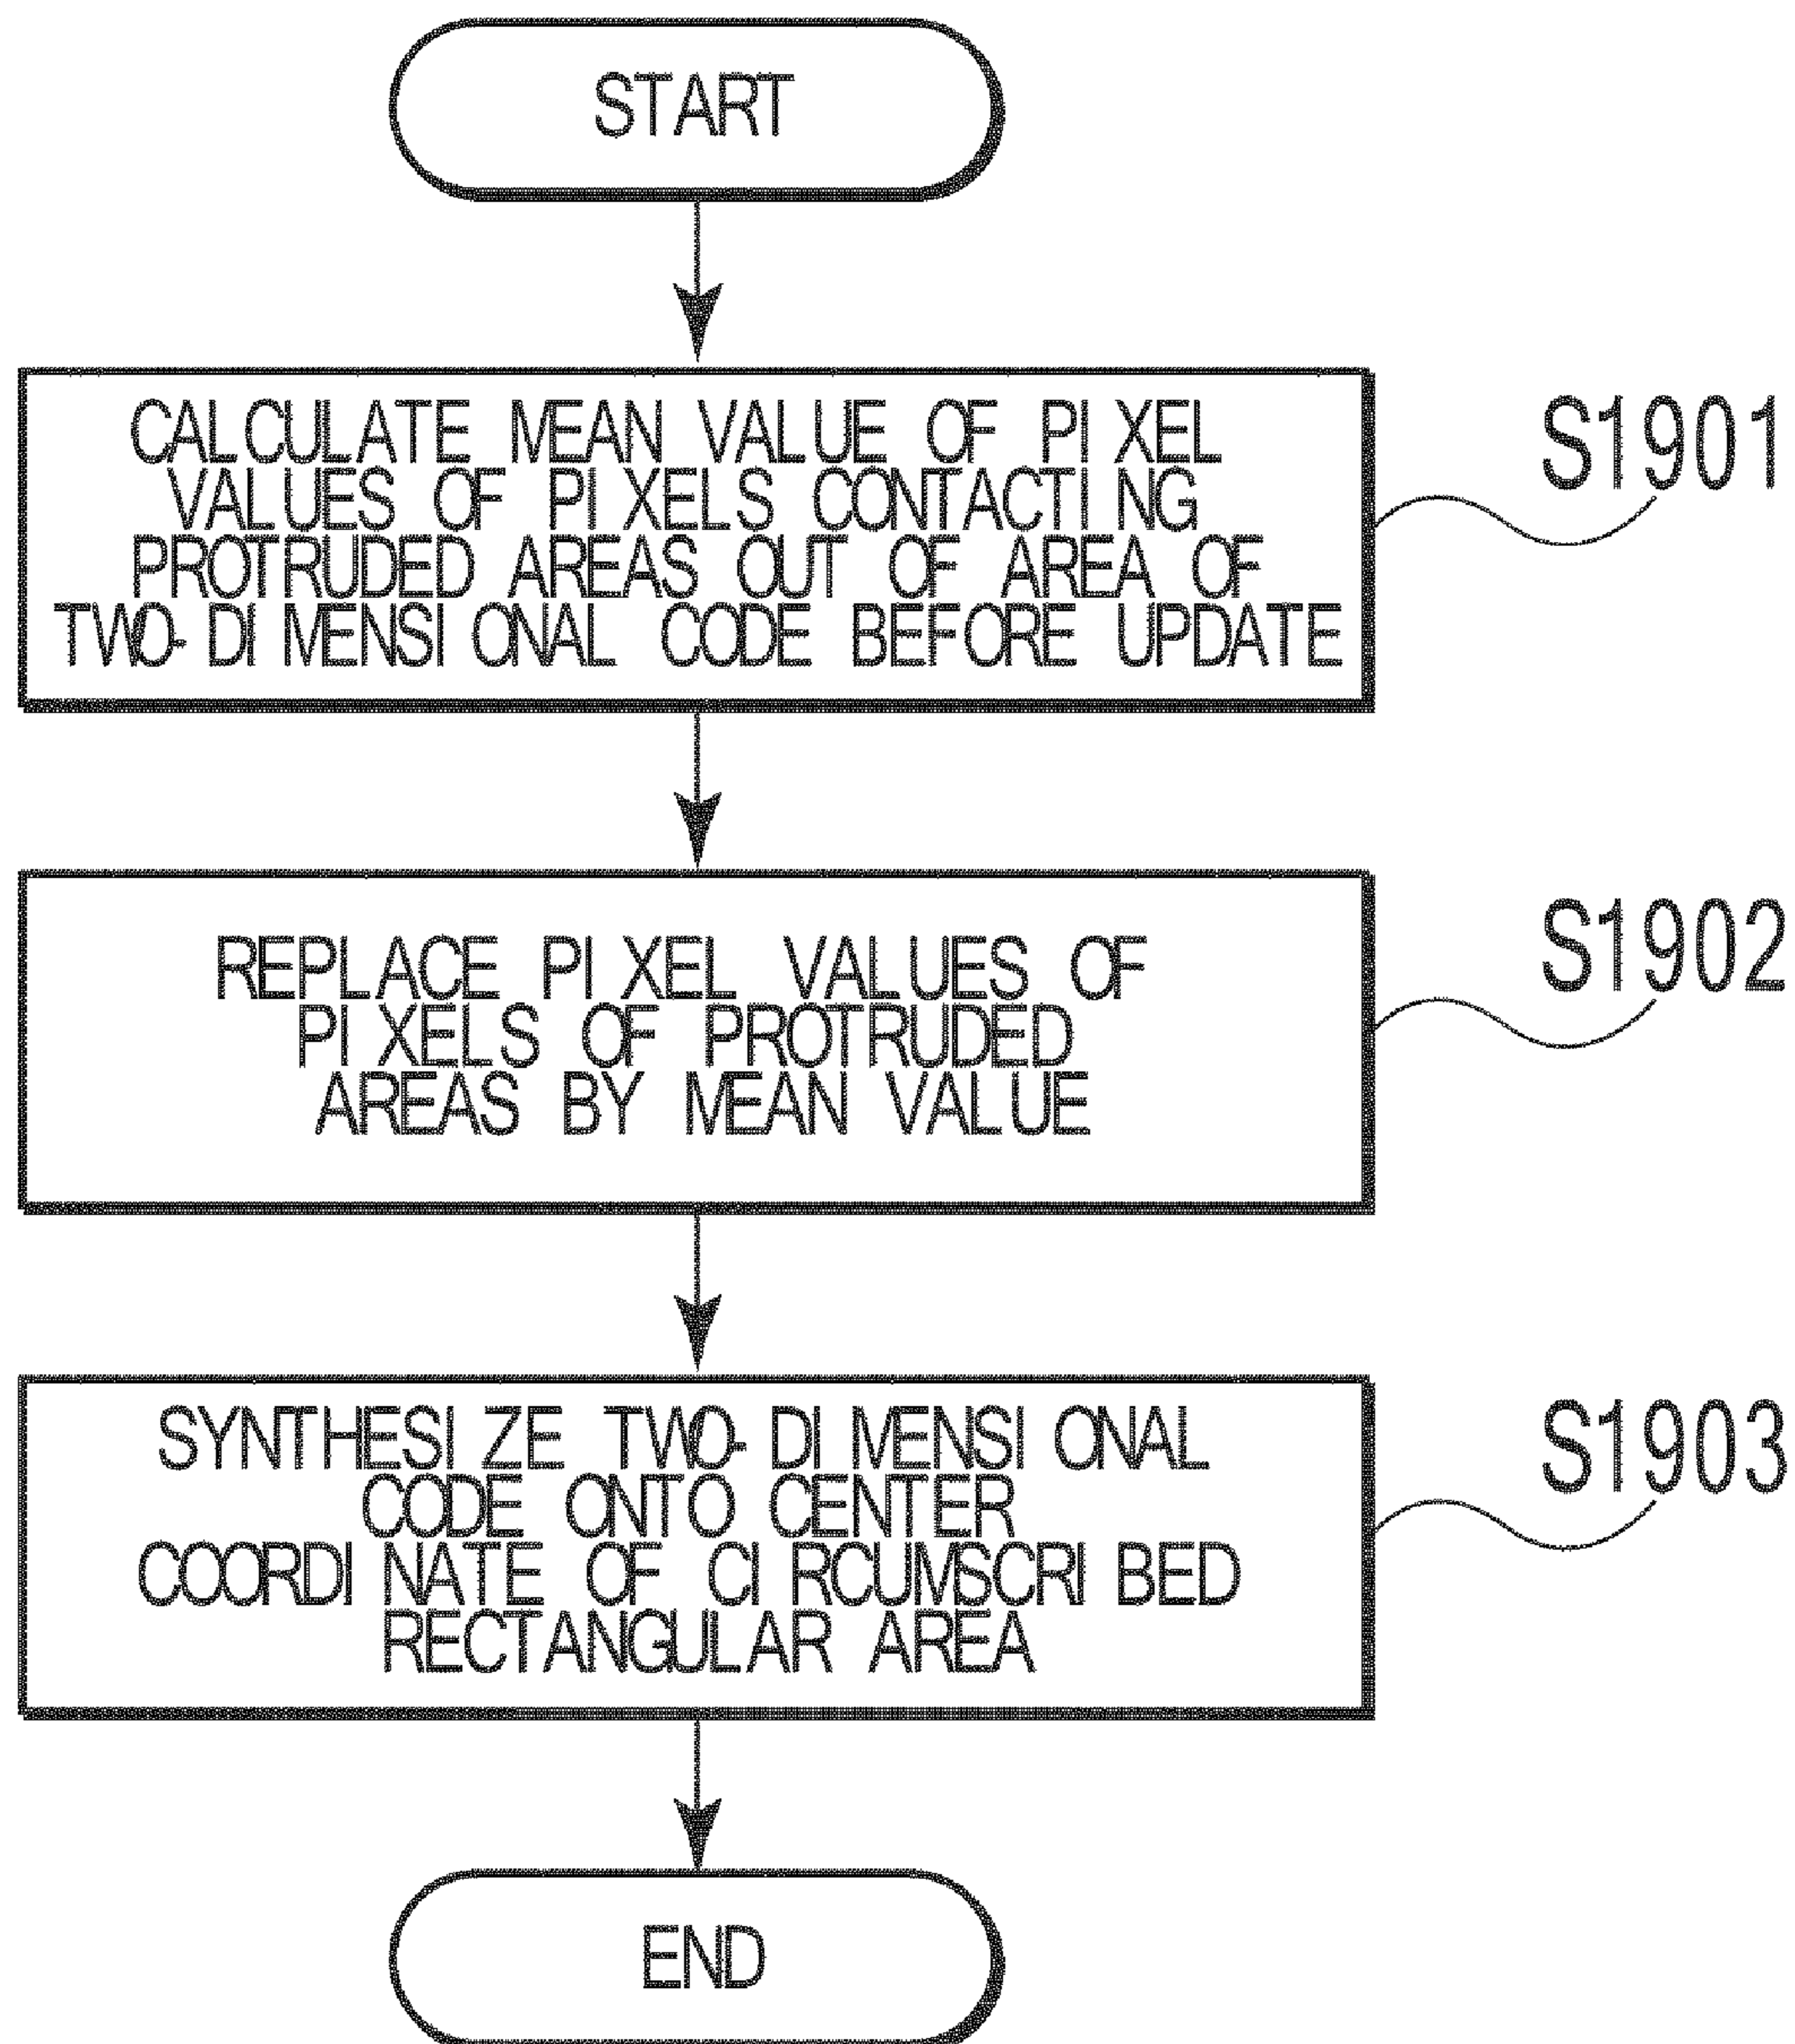 START
CALCULATE MEAN VALUE OF PIXEL
VALUES OF PIXELS CONTACTING
PROTRUDED AREAS OUT OF AREA OF
TWO-DIMENSIONAL CODE BEFORE UPDATE
S1901
REPLACE PIXEL VALUES OF
PIXELS OF PROTRUDED
AREAS BY MEAN VALUE
S1902
SYNTHESIZE TWO-DIMENSIONAL
CODE ONTO CENTER
COORDINATE OF CIRCUMSCRIBED
RECTANGULAR AREA
S1903
END